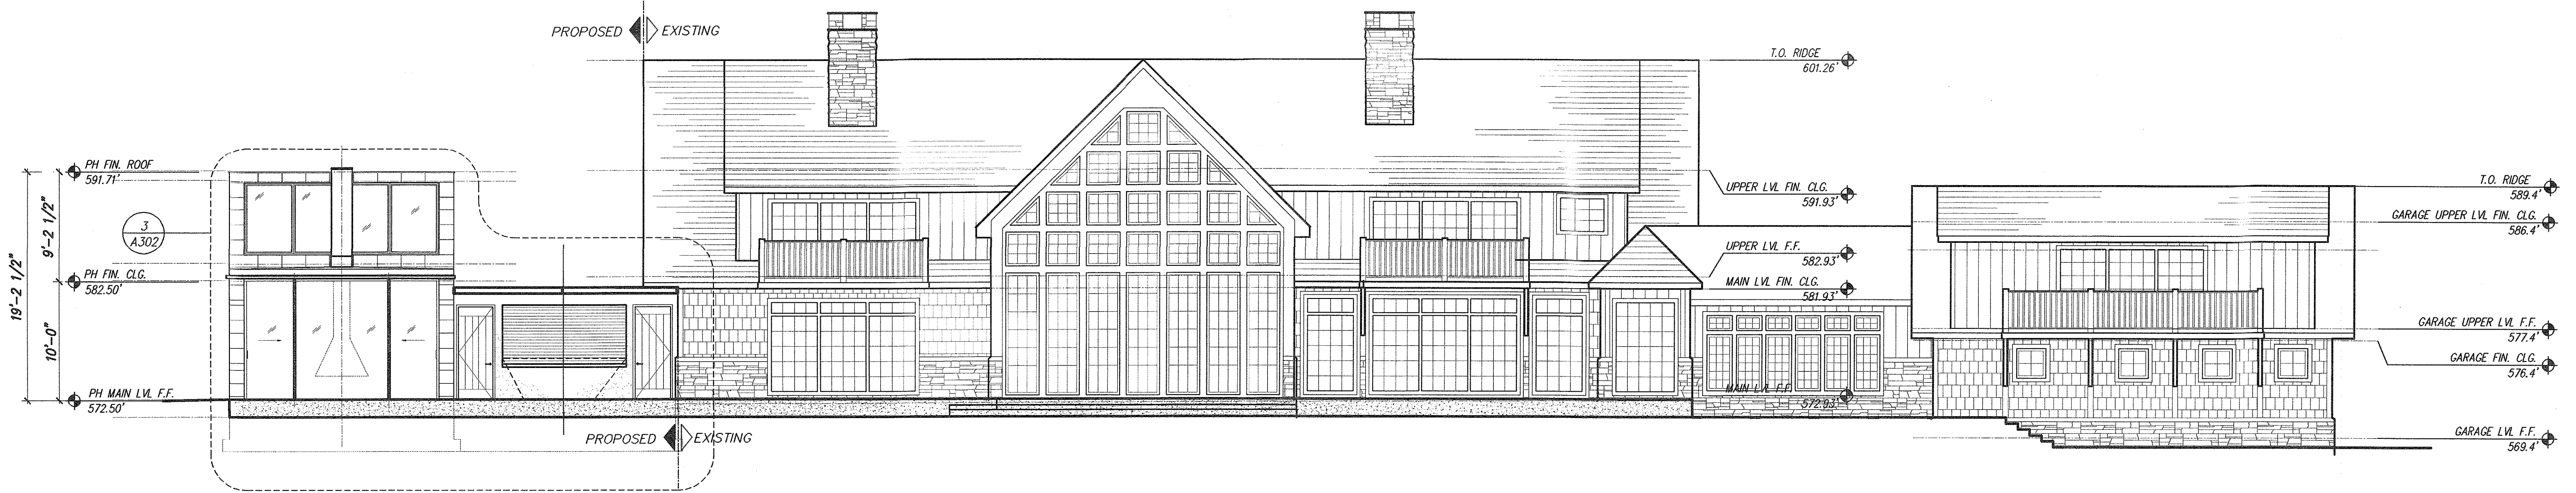 PROPOSED EXISTING
T.O. RIDGE
601.26'
PH FIN. ROOF
591.71'
UPPER LVL FIN. CLG.
591.93'
T.O. RIDGE
589.4'
GARAGE UPPER LVL FIN. CLG.
586.4'
3
A302
9'-2 1/2"
19'-2 1/2"
UPPER LVL F.F.
582.93'
PH FIN. CLG.
582.50'
MAIN LVL FIN. CLG.
581.93'
GARAGE UPPER LVL F.F.
577.4'
10'-0"
GARAGE FIN. CLG.
576.4'
MAIN LVL F.F.
572.93'
PH MAIN LVL F.F.
572.50'
PROPOSED EXISTING
GARAGE LVL F.F.
569.4'